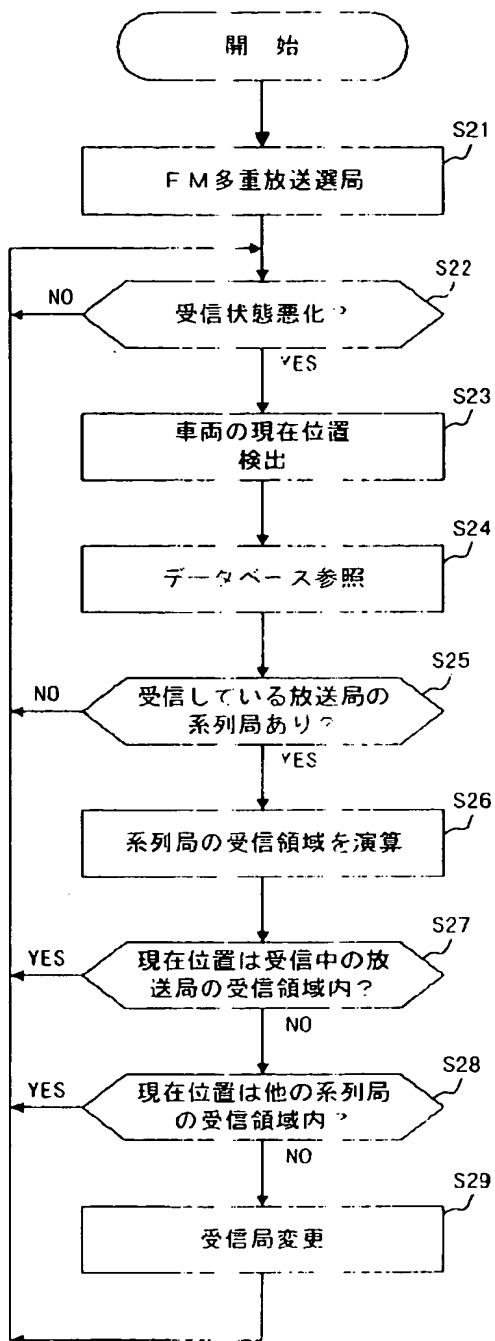 開始
S21
FM多重放送選局
S22
NO
受信状態悪化?
YES
S23
車両の現在位置
検出
S24
データベース参照
S25
NO
受信している放送局の
系列局あり?
YES
S26
系列局の受信領域を演算
S27
YES
現在位置は受信中の放
送局の受信領域内?
NO
S28
YES
現在位置は他の系列局
の受信領域内?
NO
S29
受信局変更